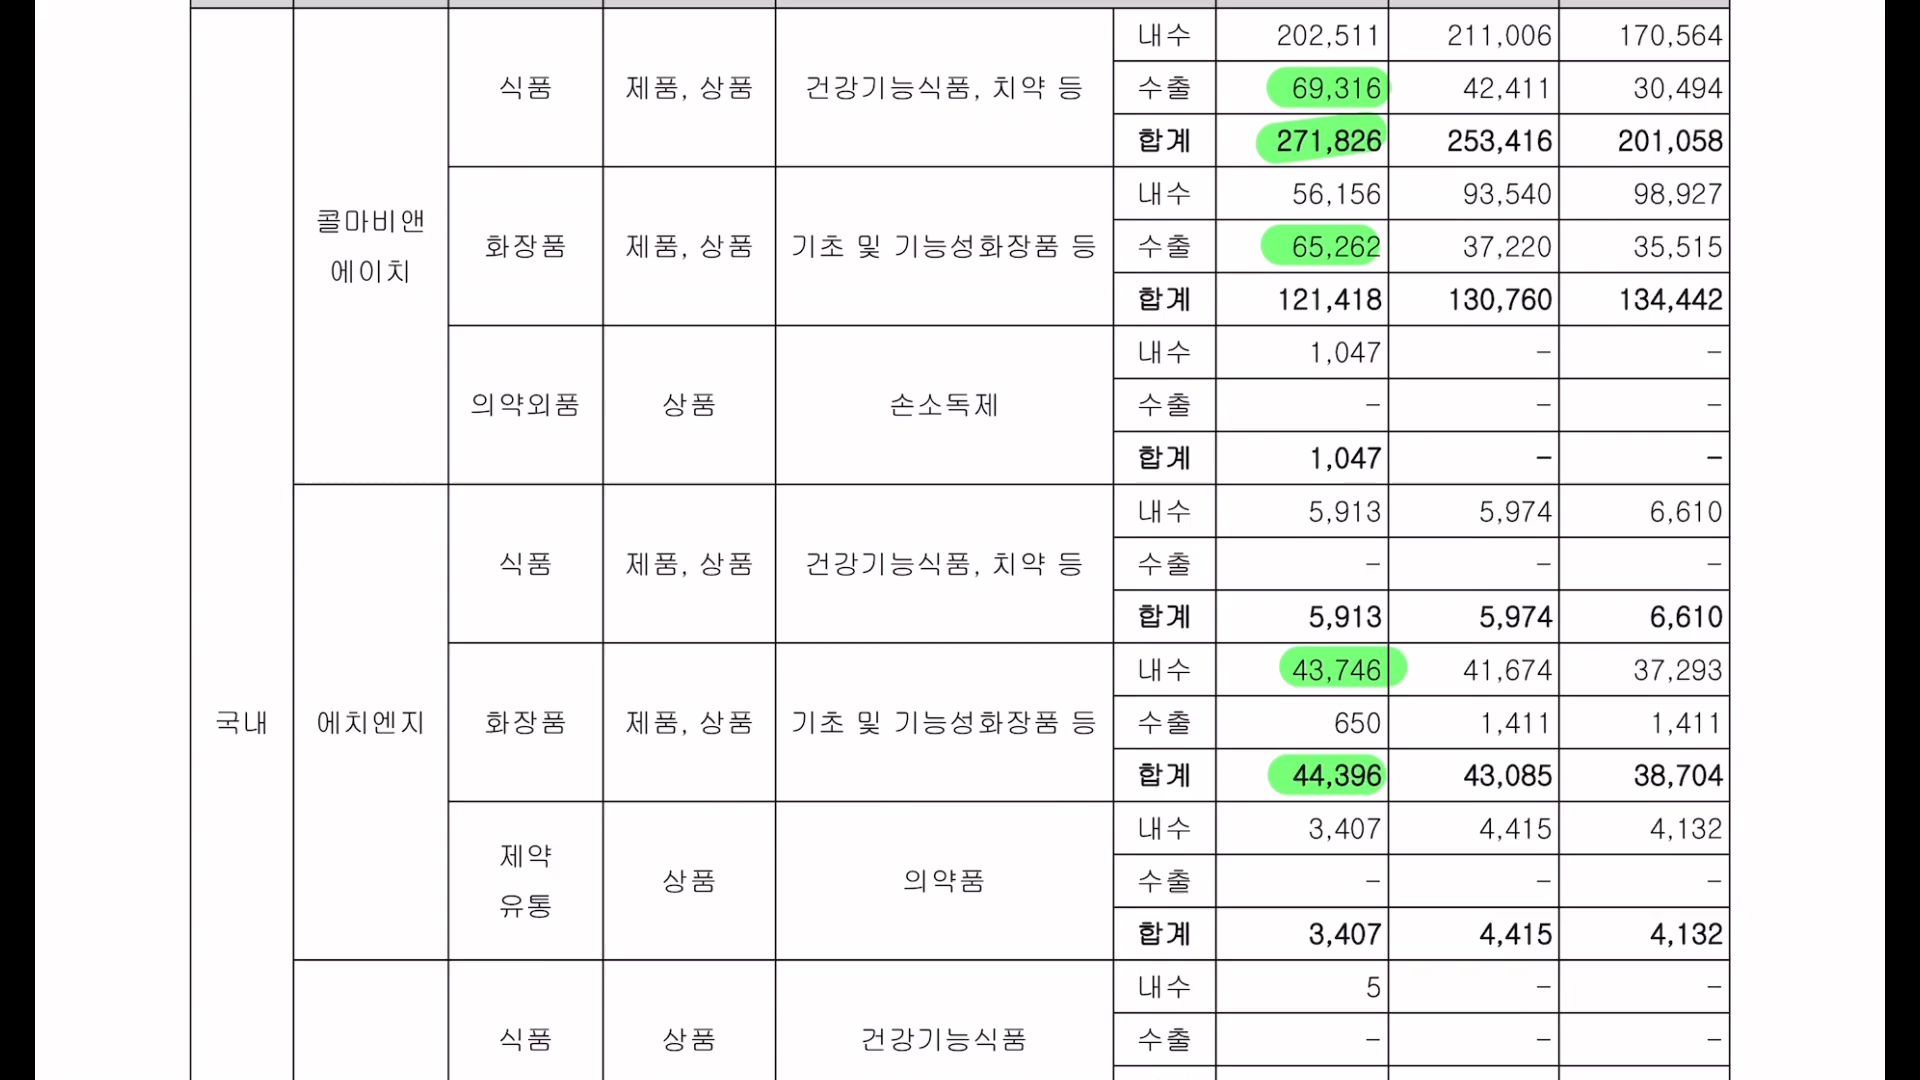 국내
콜마비앤
에이치
식품 제품, 상품 건강기능식품, 치약 등
내수 202,511 211,006 170,564
수출 69,316 42,411 30,494
합계 271,826 253,416 201,058
화장품 제품, 상품 기초 및 기능성화장품 등
내수 56,156 93,540 98,927
수출 65,262 37,220 35,515
합계 121,418 130,760 134,442
의약외품 상품 손소독제
내수 1,047 – –
수출 – – –
합계 1,047 – –
에치엔지
식품 제품, 상품 건강기능식품, 치약 등
내수 5,913 5,974 6,610
수출 – – –
합계 5,913 5,974 6,610
화장품 제품, 상품 기초 및 기능성화장품 등
내수 43,746 41,674 37,293
수출 650 1,411 1,411
합계 44,396 43,085 38,704
제약
유통
상품 의약품
내수 3,407 4,415 4,132
수출 – – –
합계 3,407 4,415 4,132
식품 상품 건강기능식품
내수 5 – –
수출 – – –